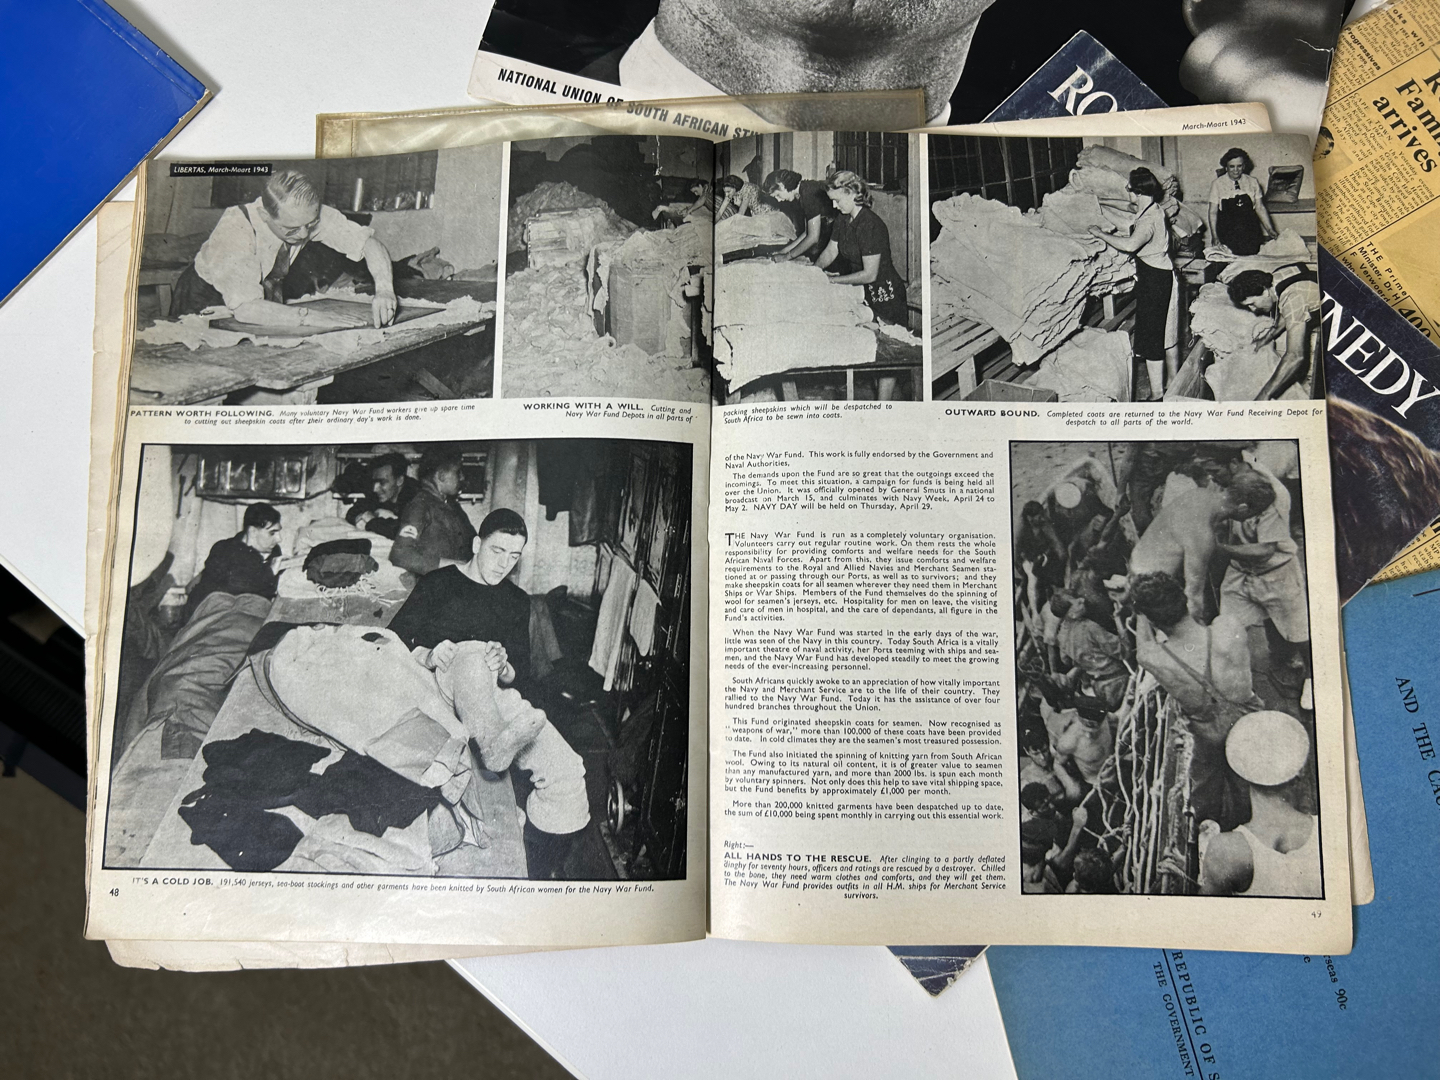 NATIONAL UNION OF SOUTH AFRICAN
LIBERTAS, March-Maart 1943
March-Maart 1943
PATTERN WORTH FOLLOWING. Many voluntary Navy War Fund workers give up spare time
to cutting out sheepskin coats after their ordinary day's work is done.
WORKING WITH A WILL. Cutting and
Navy War Fund Depots in all parts of
packing sheepskins which will be despatched to
South Africa to be sewn into coats.
OUTWARD BOUND. Completed coats are returned to the Navy War Fund Receiving Depot for
despatch to all parts of the world.
IT'S A COLD JOB. 191,540 jerseys, sea-boat stockings and other garments have been knitted by South African women for the Navy War Fund.
48
of the Navy War Fund. This work is fully endorsed by the Government and
Naval Authorities.
The demands upon the Fund are so great that the outgoings exceed the
incomings. To meet this situation, a campaign for funds is being held all
over the Union. It was officially opened by General Smuts in a national
broadcast on March 15, and culminates with Navy Week, April 24 to
May 2. NAVY DAY will be held on Thursday, April 29.
THE Navy War Fund is run as a completely voluntary organisation.
Volunteers carry out regular routine work. On them rests the whole
responsibility for providing comforts and welfare needs for the South
African Naval Forces. Apart from this, they issue comforts and welfare
requirements to the Royal and Allied Navies and Merchant Seamen sta-
tioned at or passing through our Ports, as well as to survivors; and they
make sheepskin coats for all seamen wherever they need them in Merchant
Ships or War Ships. Members of the Fund themselves do the spinning of
wool for seamen's jerseys, etc. Hospitality for men on leave, the visiting
and care of men in hospital, and the care of dependants, all figure in the
Fund's activities.
When the Navy War Fund was started in the early days of the war,
little was seen of the Navy in this country. Today South Africa is a vitally
important theatre of naval activity, her Ports teeming with ships and sea-
men, and the Navy War Fund has developed steadily to meet the growing
needs of the ever-increasing personnel.
South Africans quickly awoke to an appreciation of how vitally important
the Navy and Merchant Service are to the life of their country. They
rallied to the Navy War Fund. Today it has the assistance of over four
hundred branches throughout the Union.
This Fund originated sheepskin coats for seamen. Now recognised as
"weapons of war," more than 100,000 of these coats have been provided
to date. In cold climates they are the seamen's most treasured possession.
The Fund also initiated the spinning of knitting yarn from South African
wool. Owing to its natural oil content, it is of greater value to seamen
than any manufactured yarn, and more than 2000 lbs. is spun each month
by voluntary spinners. Not only does this help to save vital shipping space,
but the Fund benefits by approximately £1,000 per month.
More than 200,000 knitted garments have been despatched up to date,
the sum of £10,000 being spent monthly in carrying out this essential work.
Right:—
ALL HANDS TO THE RESCUE. After clinging to a partly deflated
dinghy for seventy hours, officers and ratings are rescued by a destroyer. Chilled
to the bone, they need warm clothes and comforts, and they will get them.
The Navy War Fund provides outfits in all H.M. ships for Merchant Service
survivors.
49
arrives
THE Prime
Minister, Dr. H.
F. Verwoerd
NNEDY
AND THE
REPUBLIC OF
THE GOVERNMENT
90c